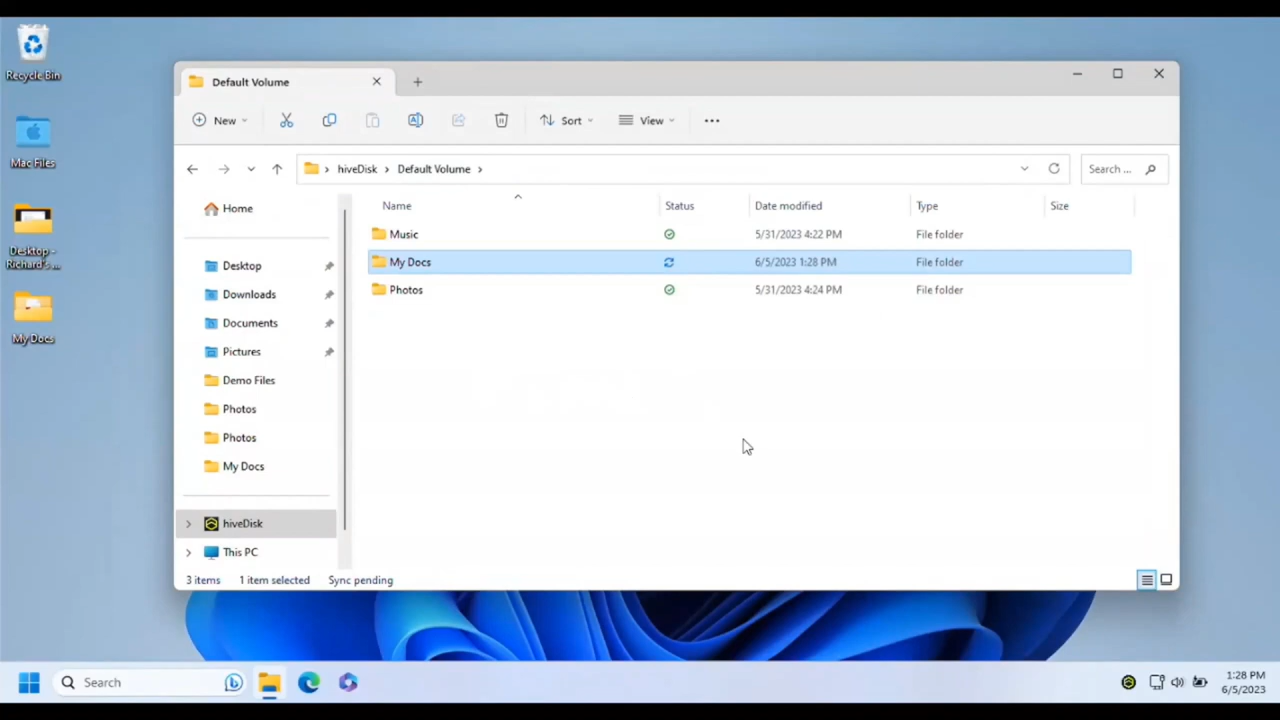 Recycle Bin
Mac Files
Desktop -
Richard's ...
My Docs
Default Volume
New
Sort
View
hiveDisk > Default Volume >
Search ...
Home
Desktop
Downloads
Documents
Pictures
Demo Files
Photos
Photos
My Docs
hiveDisk
This PC
Name Status Date modified Type Size
Music 5/31/2023 4:22 PM File folder
My Docs 6/5/2023 1:28 PM File folder
Photos 5/31/2023 4:24 PM File folder
3 items 1 item selected Sync pending
Search
1:28 PM
6/5/2023